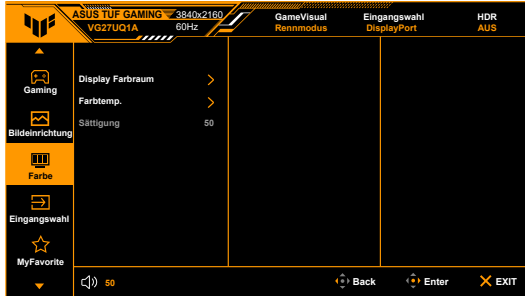 ASUS TUF GAMING 3840x2160
VG27UQ1A 60Hz
GameVisual Eingangswahl HDR
Rennmodus DisplayPort AUS
Gaming
Bildeinrichtung
Farbe
Eingangswahl
MyFavorite
Display Farbraum
Farbtemp.
Sättigung 50
50
Back Enter EXIT